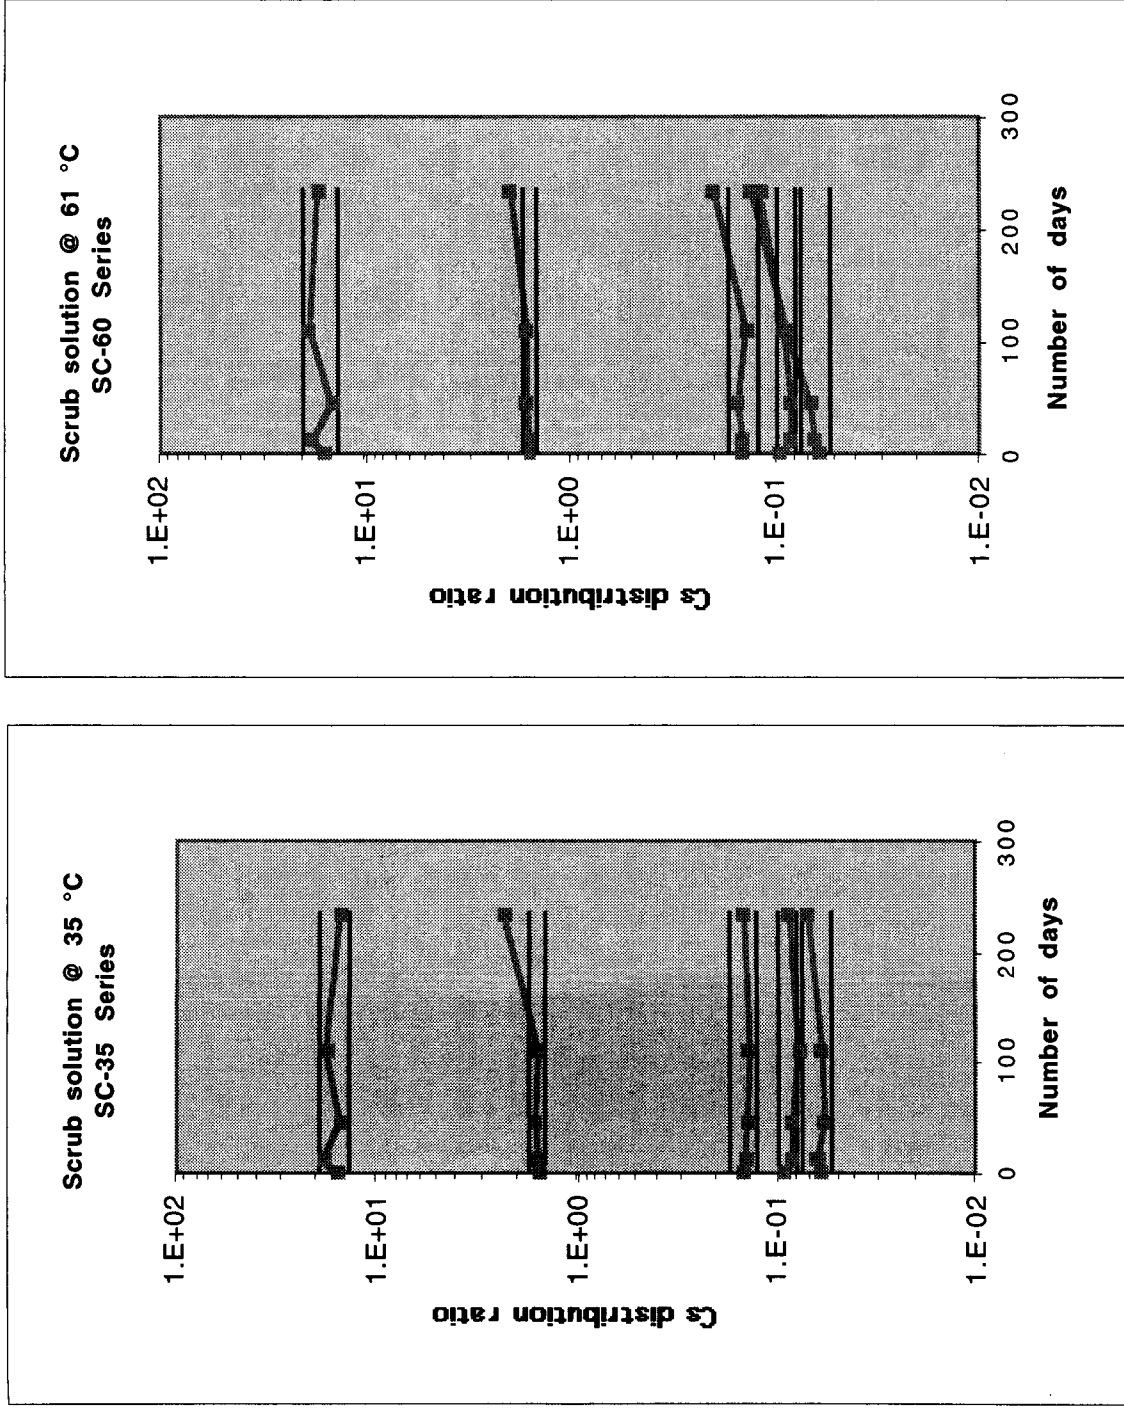 Scrub solution @ 61 °C
SC-60 Series
1.E+02
1.E+01
1.E+00
1.E-01
1.E-02
Cs distribution ratio
0
100
200
300
Number of days
Scrub solution @ 35 °C
SC-35 Series
1.E+02
1.E+01
1.E+00
1.E-01
1.E-02
Cs distribution ratio
0
100
200
300
Number of days